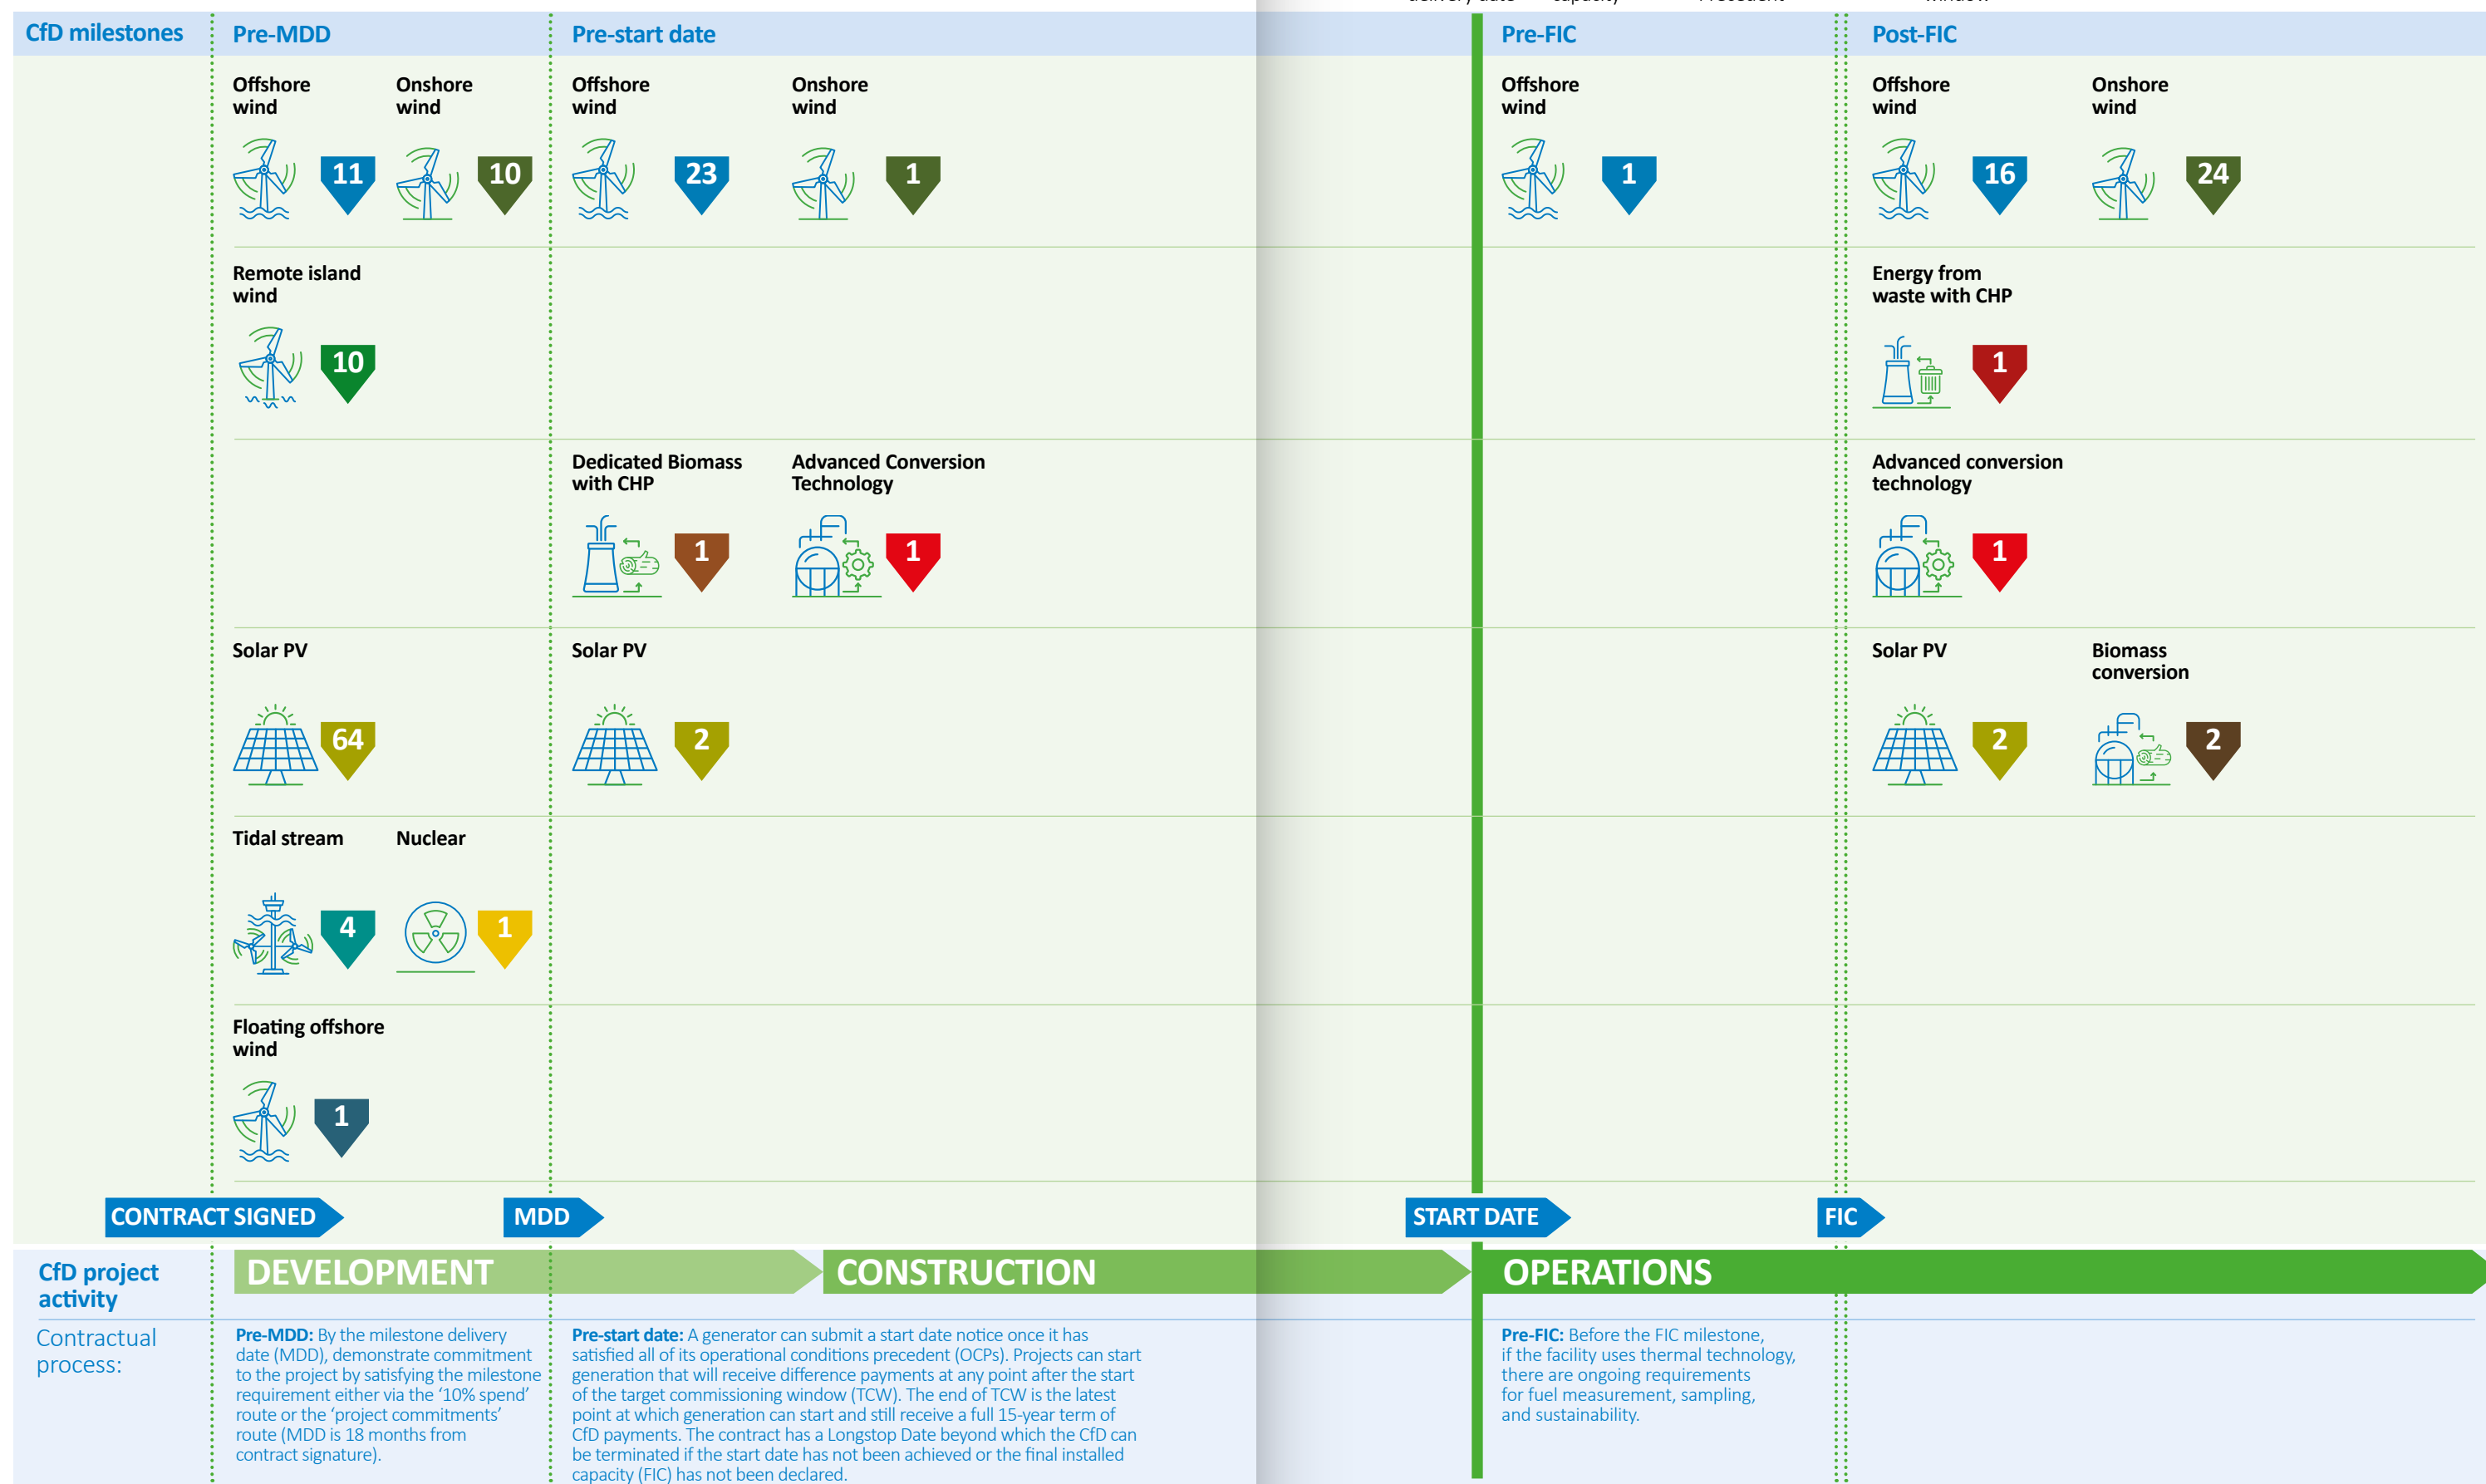 delivery date capacity Precedent window
CfD milestones
Pre-MDD
Pre-start date
Pre-FIC
Post-FIC
Offshore
wind
11
Onshore
wind
10
Offshore
wind
23
Onshore
wind
1
Offshore
wind
1
Offshore
wind
16
Onshore
wind
24
Remote island
wind
10
Energy from
waste with CHP
1
Dedicated Biomass
with CHP
1
Advanced Conversion
Technology
1
Advanced conversion
technology
1
Solar PV
64
Solar PV
2
Solar PV
2
Biomass
conversion
2
Tidal stream
4
Nuclear
1
Floating offshore
wind
1
CONTRACT SIGNED
MDD
START DATE
FIC
CfD project
activity
DEVELOPMENT
CONSTRUCTION
OPERATIONS
Contractual
process:
Pre-MDD: By the milestone delivery
date (MDD), demonstrate commitment
to the project by satisfying the milestone
requirement either via the ‘10% spend’
route or the ‘project commitments’
route (MDD is 18 months from
contract signature).
Pre-start date: A generator can submit a start date notice once it has
satisfied all of its operational conditions precedent (OCPs). Projects can start
generation that will receive difference payments at any point after the start
of the target commissioning window (TCW). The end of TCW is the latest
point at which generation can start and still receive a full 15-year term of
CfD payments. The contract has a Longstop Date beyond which the CfD can
be terminated if the start date has not been achieved or the final installed
capacity (FIC) has not been declared.
Pre-FIC: Before the FIC milestone,
if the facility uses thermal technology,
there are ongoing requirements
for fuel measurement, sampling,
and sustainability.